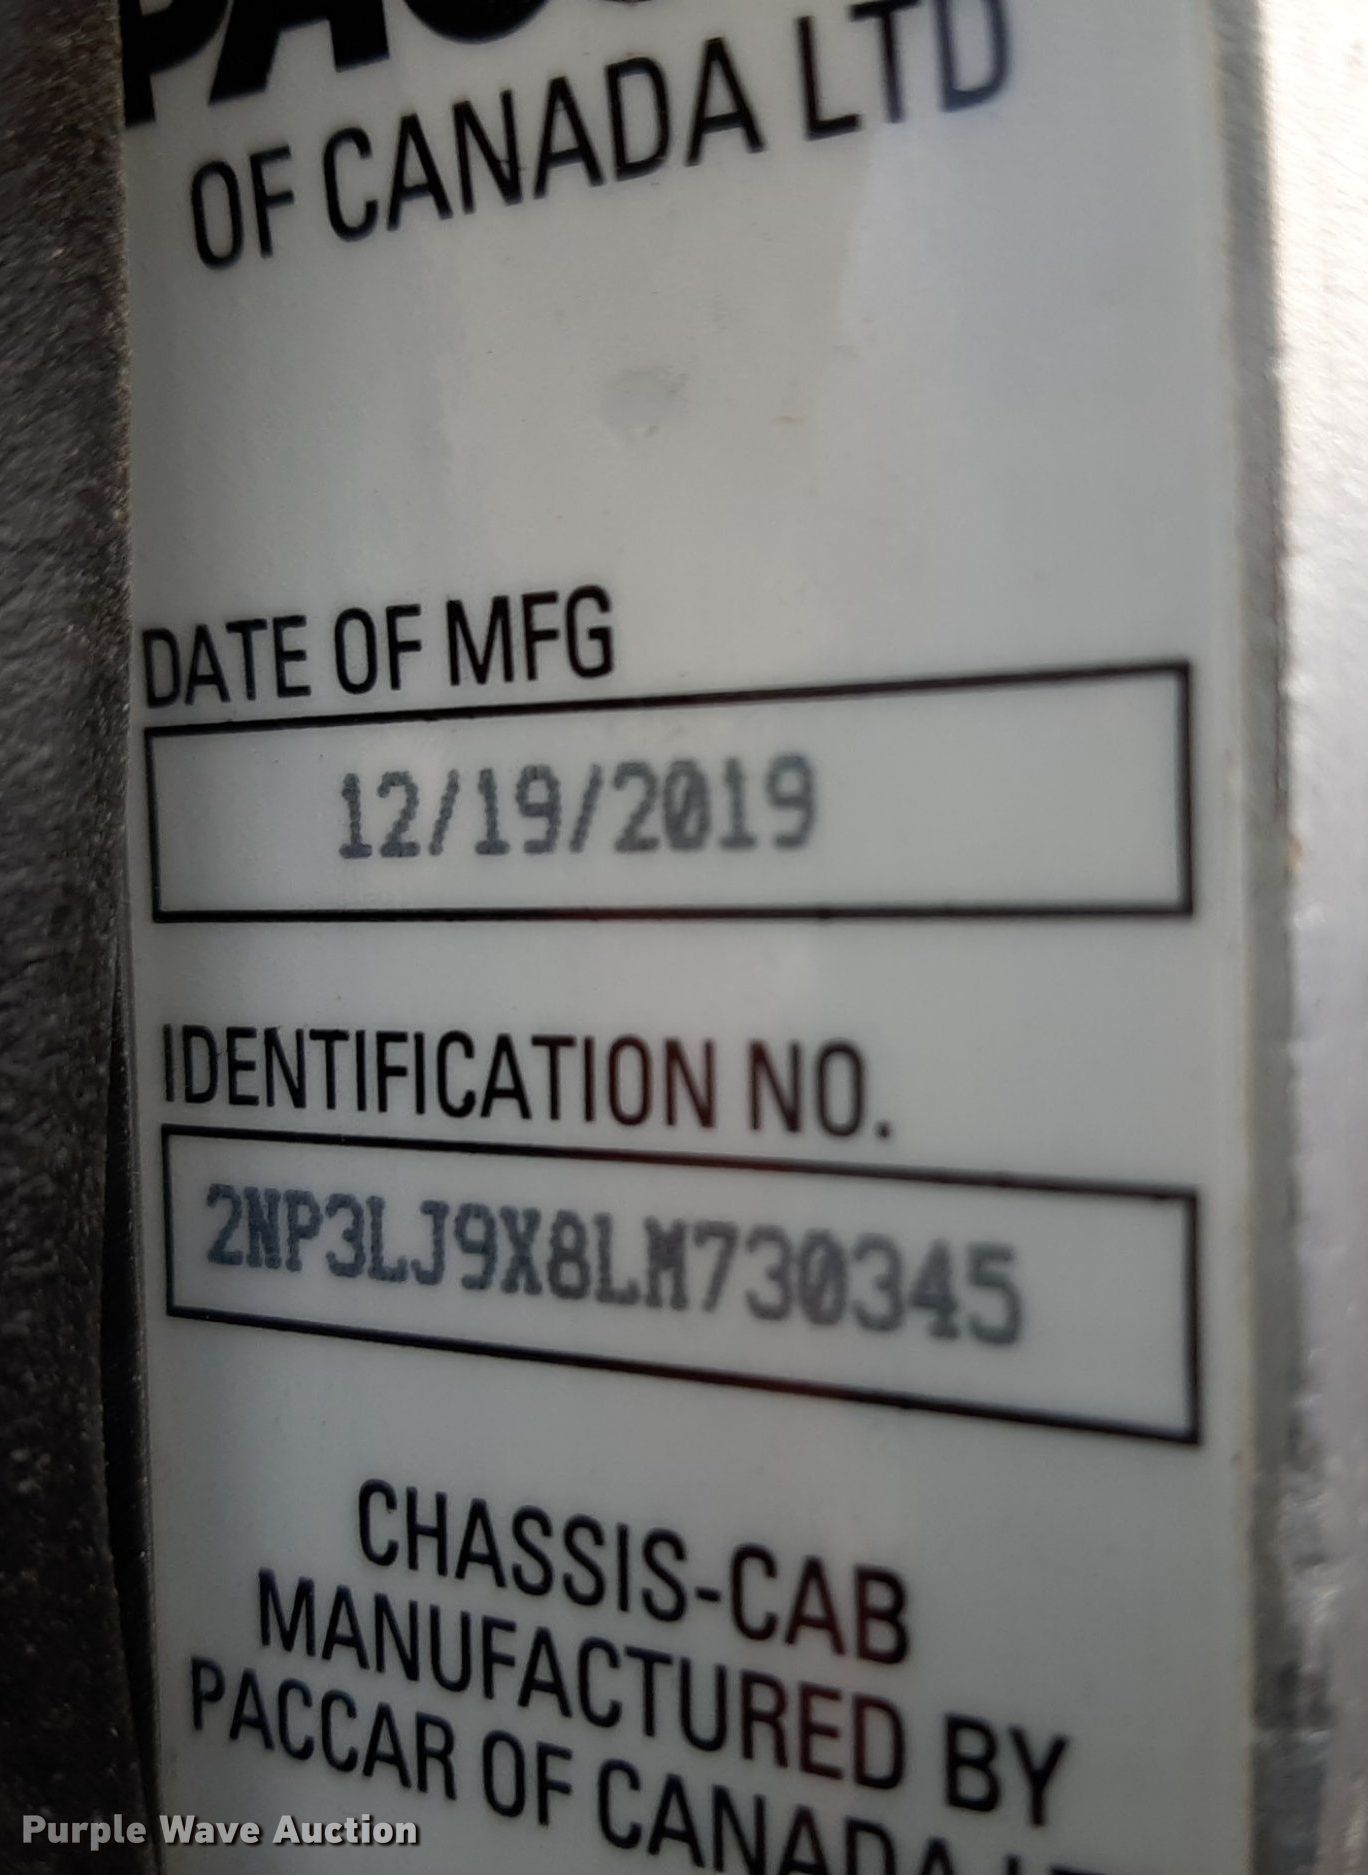 PACC
OF CANADA LTD
DATE OF MFG
12/19/2019
IDENTIFICATION NO.
2NP3LJ9X8LM730345
CHASSIS-CAB
MANUFACTURED BY
PACCAR OF CANADA
Purple Wave Auction